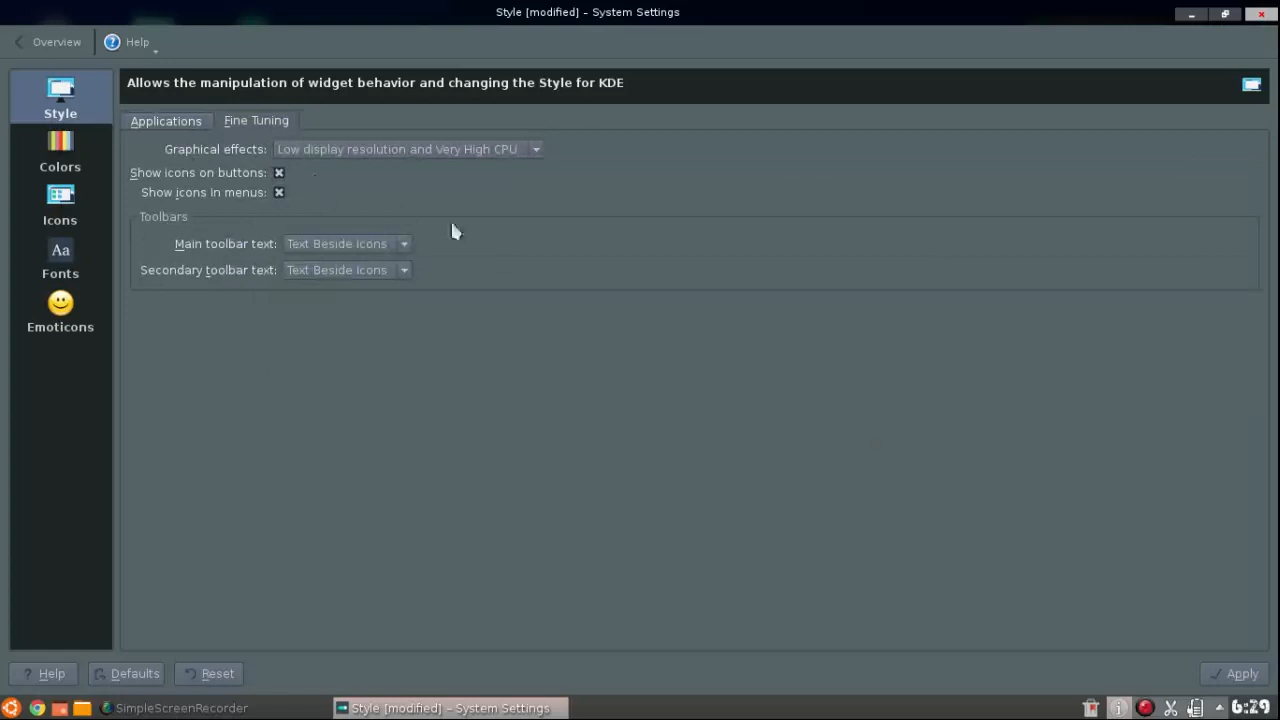 Style [modified] – System Settings
Overview
Help
Allows the manipulation of widget behavior and changing the Style for KDE
Style
Colors
Icons
Aa
Fonts
Emoticons
Applications
Fine Tuning
Graphical effects: Low display resolution and Very High CPU
Show icons on buttons:
Show icons in menus:
Toolbars
Main toolbar text: Text Beside Icons
Secondary toolbar text: Text Beside Icons
? Help
Defaults
Reset
Apply
SimpleScreenRecorder
Style [modified] – System Settings
6:29